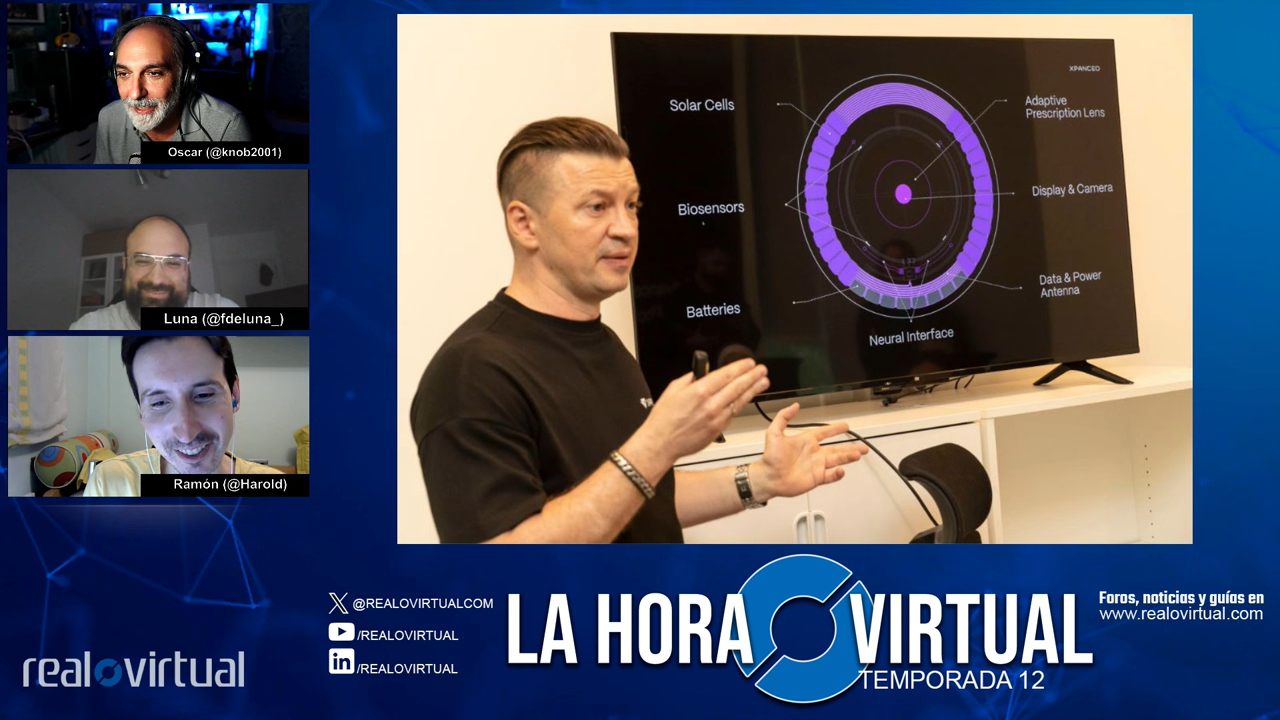 Oscar (@knob2001)
Luna (@fdeluna_)
Ramón (@Harold)
XPANCEO
Solar Cells
Adaptive
Prescription Lens
Biosensors
Display & Camera
Batteries
Data & Power
Antenna
Neural Interface
realovirtual
@REALOVIRTUALCOM
/REALOVIRTUAL
in /REALOVIRTUAL
LA HORA VIRTUAL
TEMPORADA 12
Foros, noticias y guías en
www.realovirtual.com